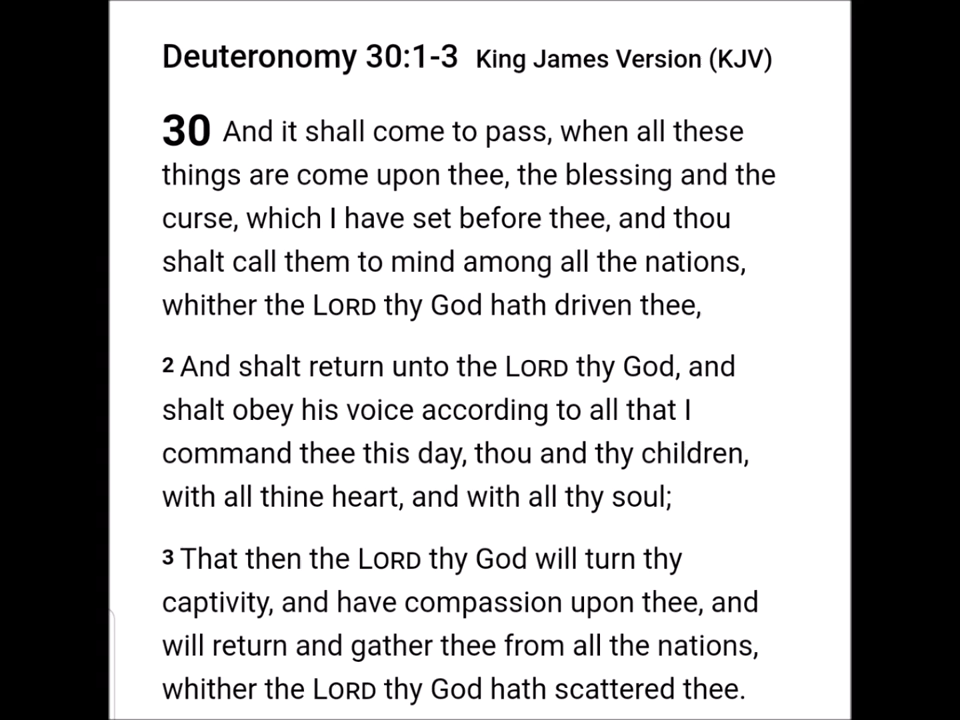 Deuteronomy 30:1-3 King James Version (KJV)
30 And it shall come to pass, when all these
things are come upon thee, the blessing and the
curse, which I have set before thee, and thou
shalt call them to mind among all the nations,
whither the LORD thy God hath driven thee,
2 And shalt return unto the LORD thy God, and
shalt obey his voice according to all that I
command thee this day, thou and thy children,
with all thine heart, and with all thy soul;
3 That then the LORD thy God will turn thy
captivity, and have compassion upon thee, and
will return and gather thee from all the nations,
whither the LORD thy God hath scattered thee.